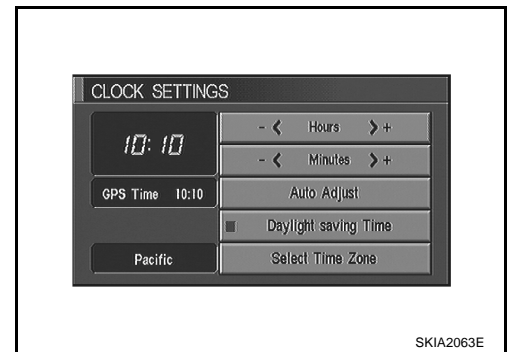 CLOCK SETTINGS
10:10
- < Hours > +
- < Minutes > +
GPS Time 10:10
Auto Adjust
Daylight saving Time
Pacific
Select Time Zone
SKIA2063E